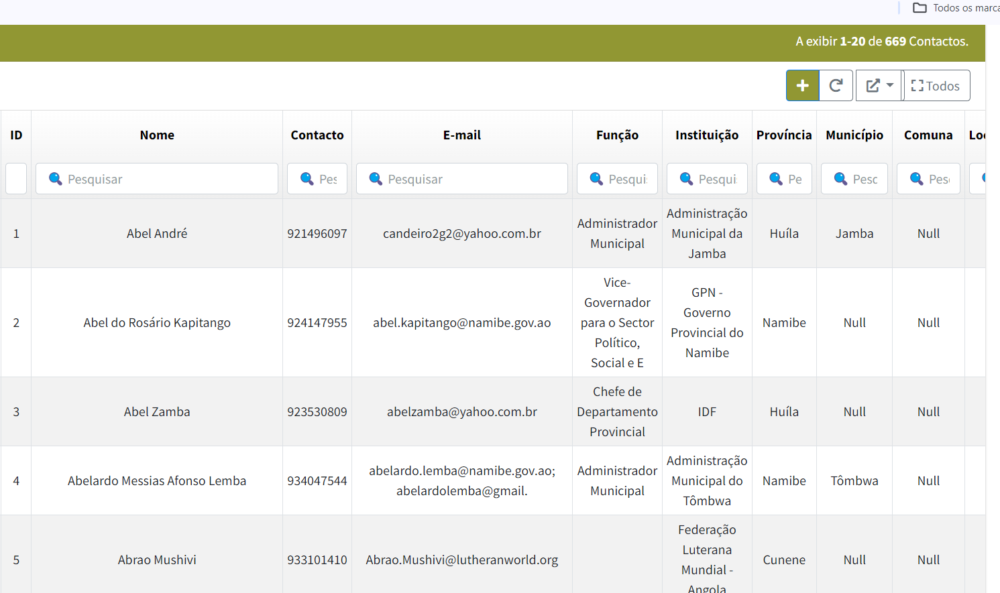 Todos os marca
A exibir 1-20 de 669 Contactos.
Todos
ID Nome Contacto E-mail Função Instituição Província Município Comuna Loc
Pesquisar Pes Pesquisar Pesqui Pesqui Pe Pesc Pes
1 Abel André 921496097 candeiro2g2@yahoo.com.br Administrador Municipal Administração Municipal da Jamba Huíla Jamba Null
2 Abel do Rosário Kapitango 924147955 abel.kapitango@namibe.gov.ao Vice-Governador para o Sector Político, Social e E GPN - Governo Provincial do Namibe Namibe Null Null
3 Abel Zamba 923530809 abelzamba@yahoo.com.br Chefe de Departamento Provincial IDF Huíla Null Null
4 Abelardo Messias Afonso Lemba 934047544 abelardo.lemba@namibe.gov.ao; abelardolemba@gmail. Administrador Municipal Administração Municipal do Tômbwa Namibe Tômbwa Null
5 Abrao Mushivi 933101410 Abrao.Mushivi@lutheranworld.org Federação Luterana Mundial - Angola Cunene Null Null